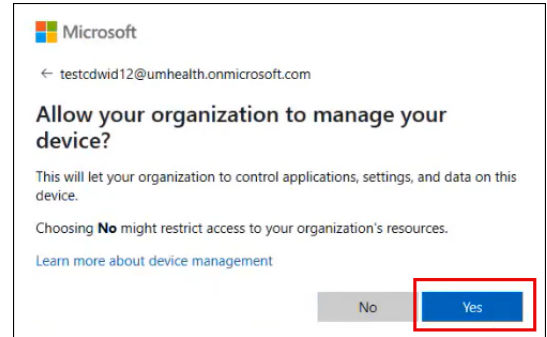 Microsoft
← testcdwid12@umhealth.onmicrosoft.com
Allow your organization to manage your
device?
This will let your organization to control applications, settings, and data on this
device.
Choosing No might restrict access to your organization's resources.
Learn more about device management
No Yes